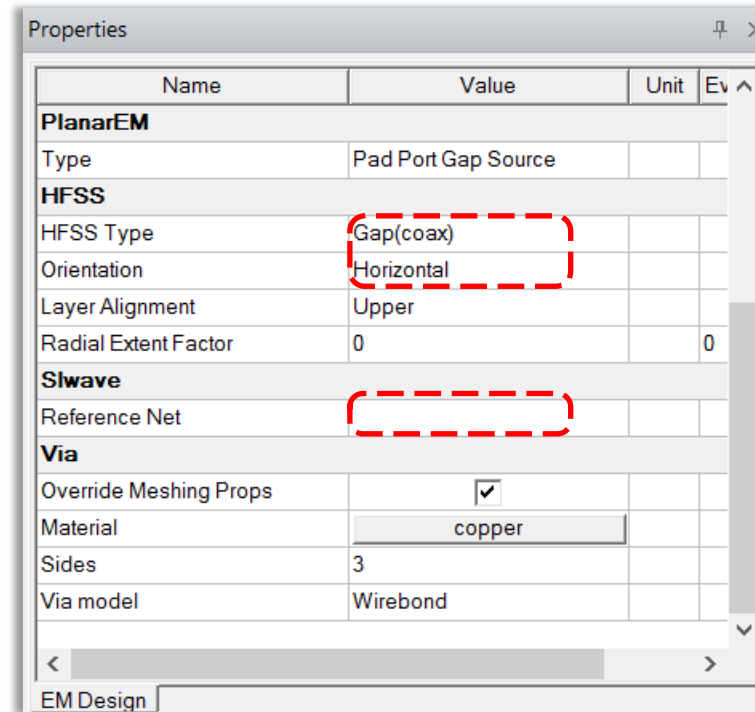 Properties
Name Value Unit Ev
PlanarEM
Type Pad Port Gap Source
HFSS
HFSS Type Gap(coax)
Orientation Horizontal
Layer Alignment Upper
Radial Extent Factor 0 0
SIwave
Reference Net
Via
Override Meshing Props
Material copper
Sides 3
Via model Wirebond
EM Design